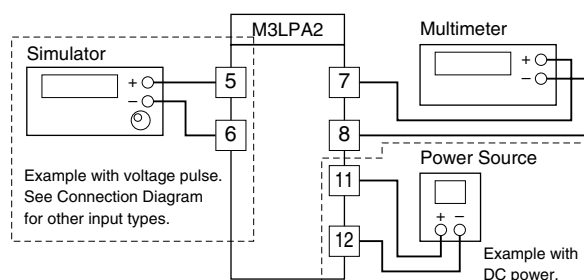 M3LPA2
Simulator
+
−
5
6
Example with voltage pulse.
See Connection Diagram
for other input types.
Multimeter
+
−
7
8
11
12
Power Source
+ −
Example with
DC power.